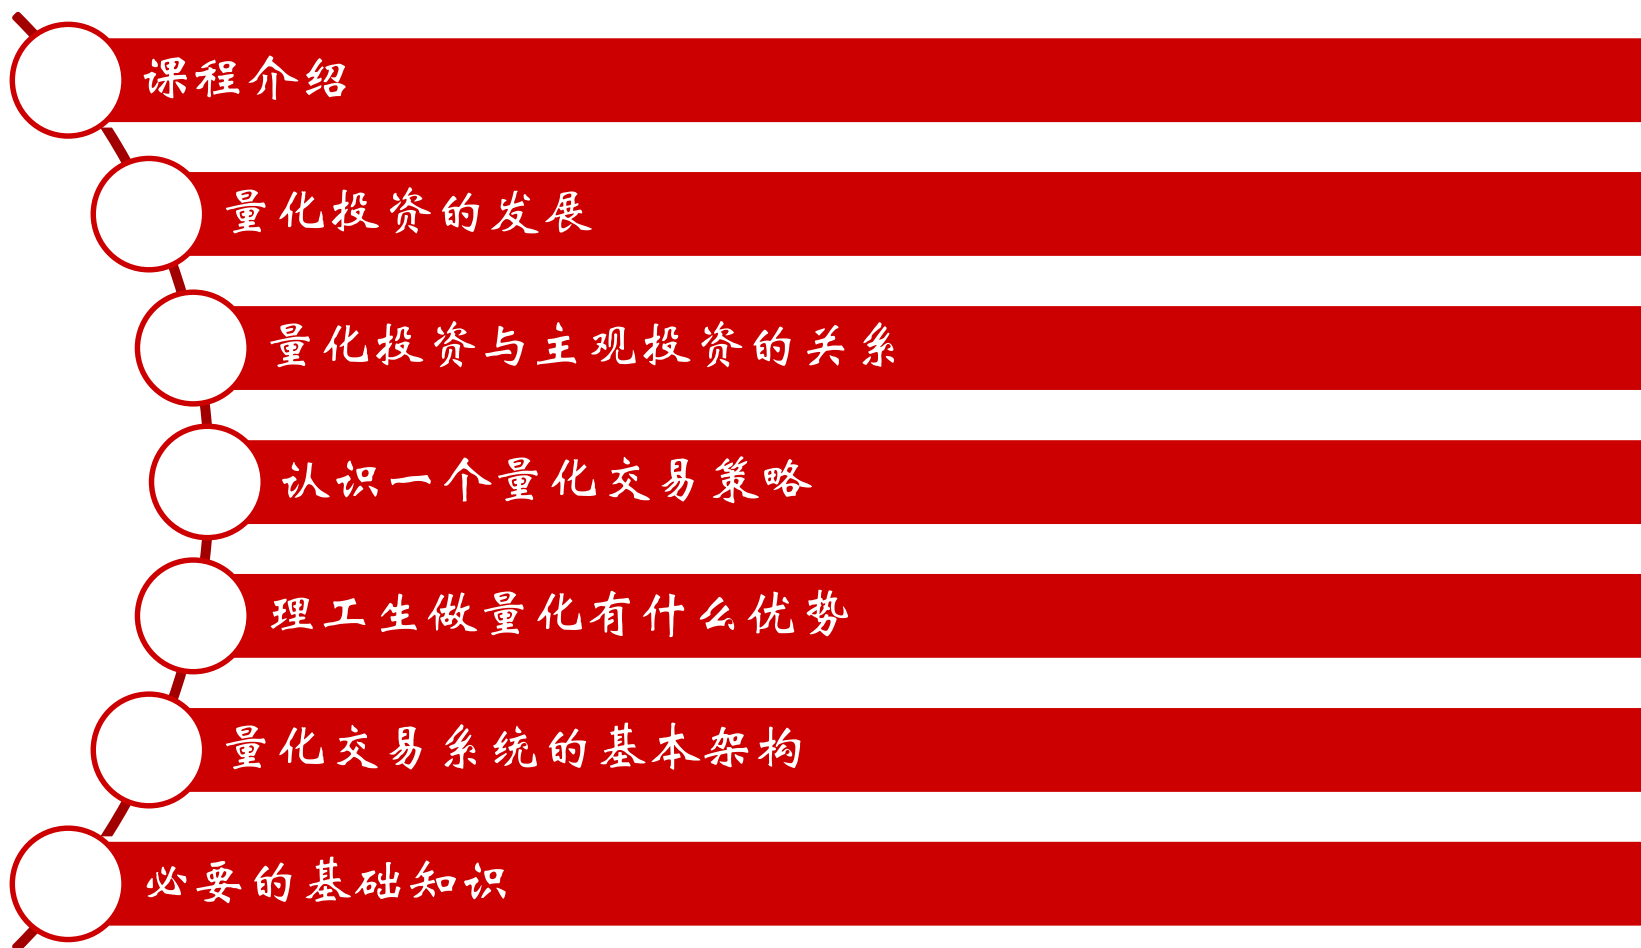 课程介绍
量化投资的发展
量化投资与主观投资的关系
认识一个量化交易策略
理工生做量化有什么优势
量化交易系统的基本架构
必要的基础知识